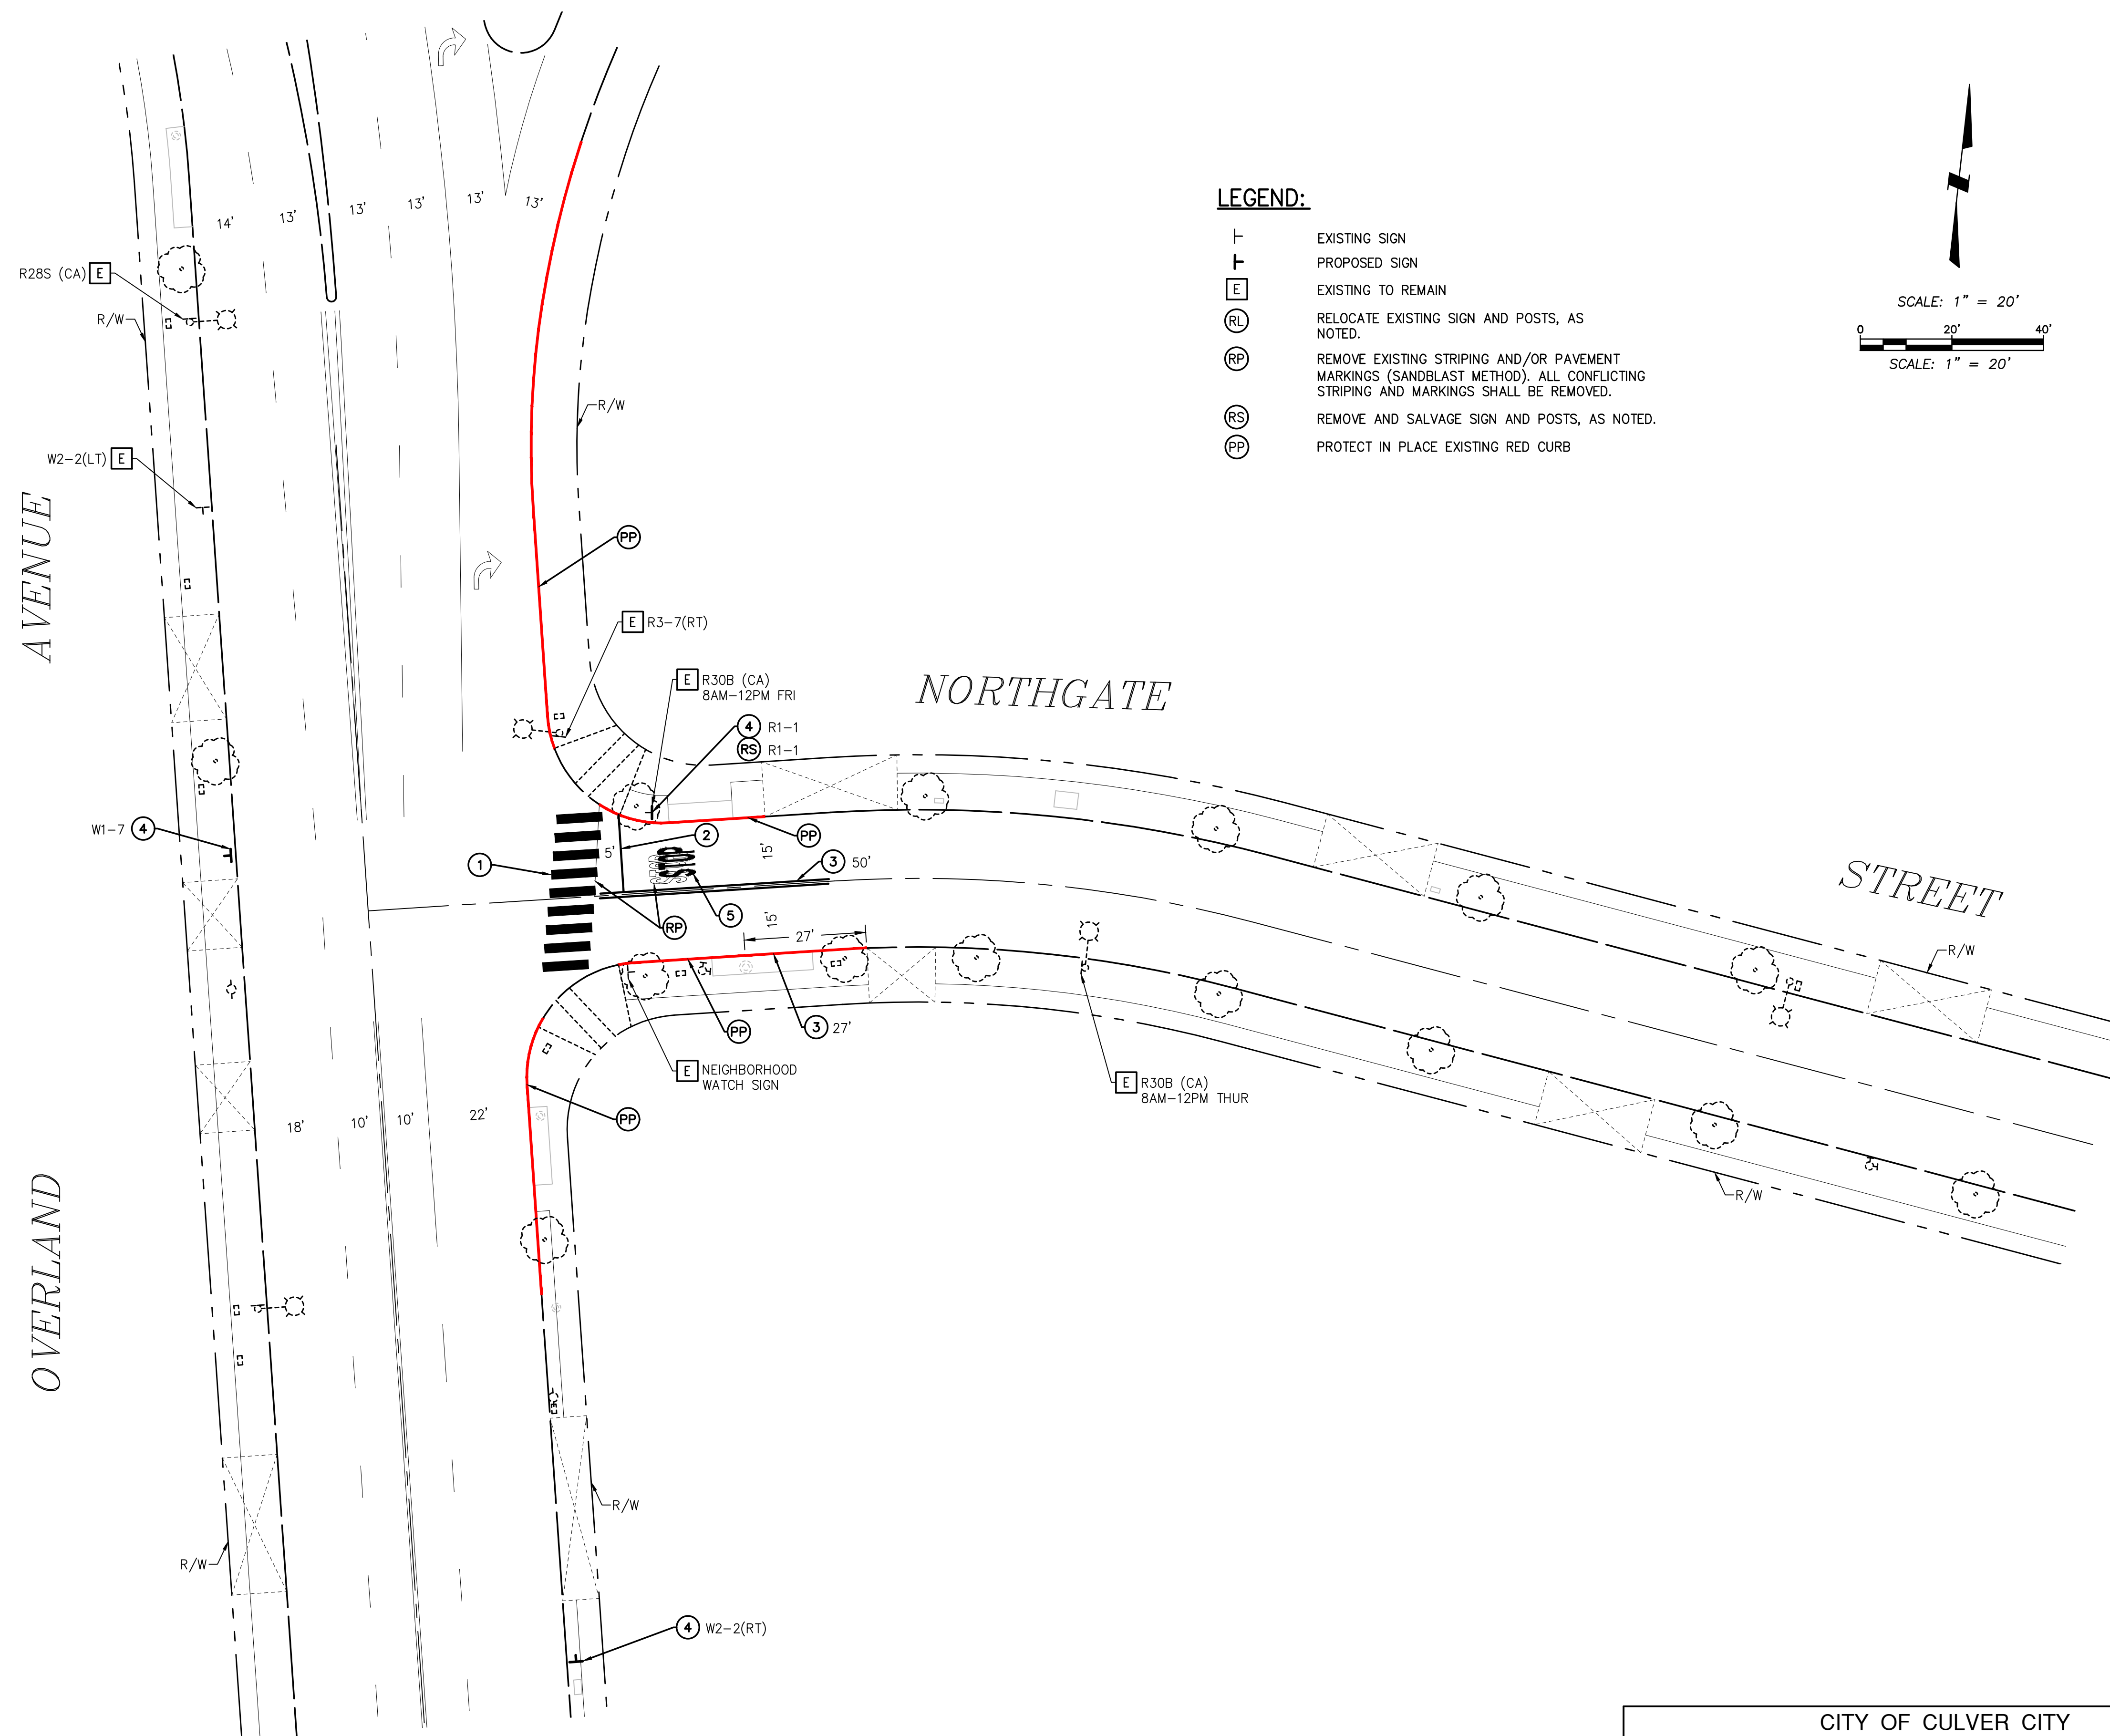 14'
13'
13'
13'
13'
13'
R28S (CA) E
R/W
W2-2(LT) E
AVENUE
R/W
PP
E R3-7(RT)
E R30B (CA)
8AM-12PM FRI
4 R1-1
RS R1-1
NORTHGATE
STREET
LEGEND:
EXISTING SIGN
PROPOSED SIGN
E EXISTING TO REMAIN
RL RELOCATE EXISTING SIGN AND POSTS, AS
NOTED.
RP REMOVE EXISTING STRIPING AND/OR PAVEMENT
MARKINGS (SANDBLAST METHOD). ALL CONFLICTING
STRIPING AND MARKINGS SHALL BE REMOVED.
RS REMOVE AND SALVAGE SIGN AND POSTS, AS NOTED.
PP PROTECT IN PLACE EXISTING RED CURB
SCALE: 1" = 20'
0 20' 40'
SCALE: 1" = 20'
W1-7 4
1
5'
2
PP
15'
3 50'
5
RP
15'
27'
PP
3 27'
E NEIGHBORHOOD
WATCH SIGN
E R30B (CA)
8AM-12PM THUR
PP
R/W
R/W
18'
10'
10'
22'
OVERLAND
R/W
R/W
4 W2-2(RT)
CITY OF CULVER CITY